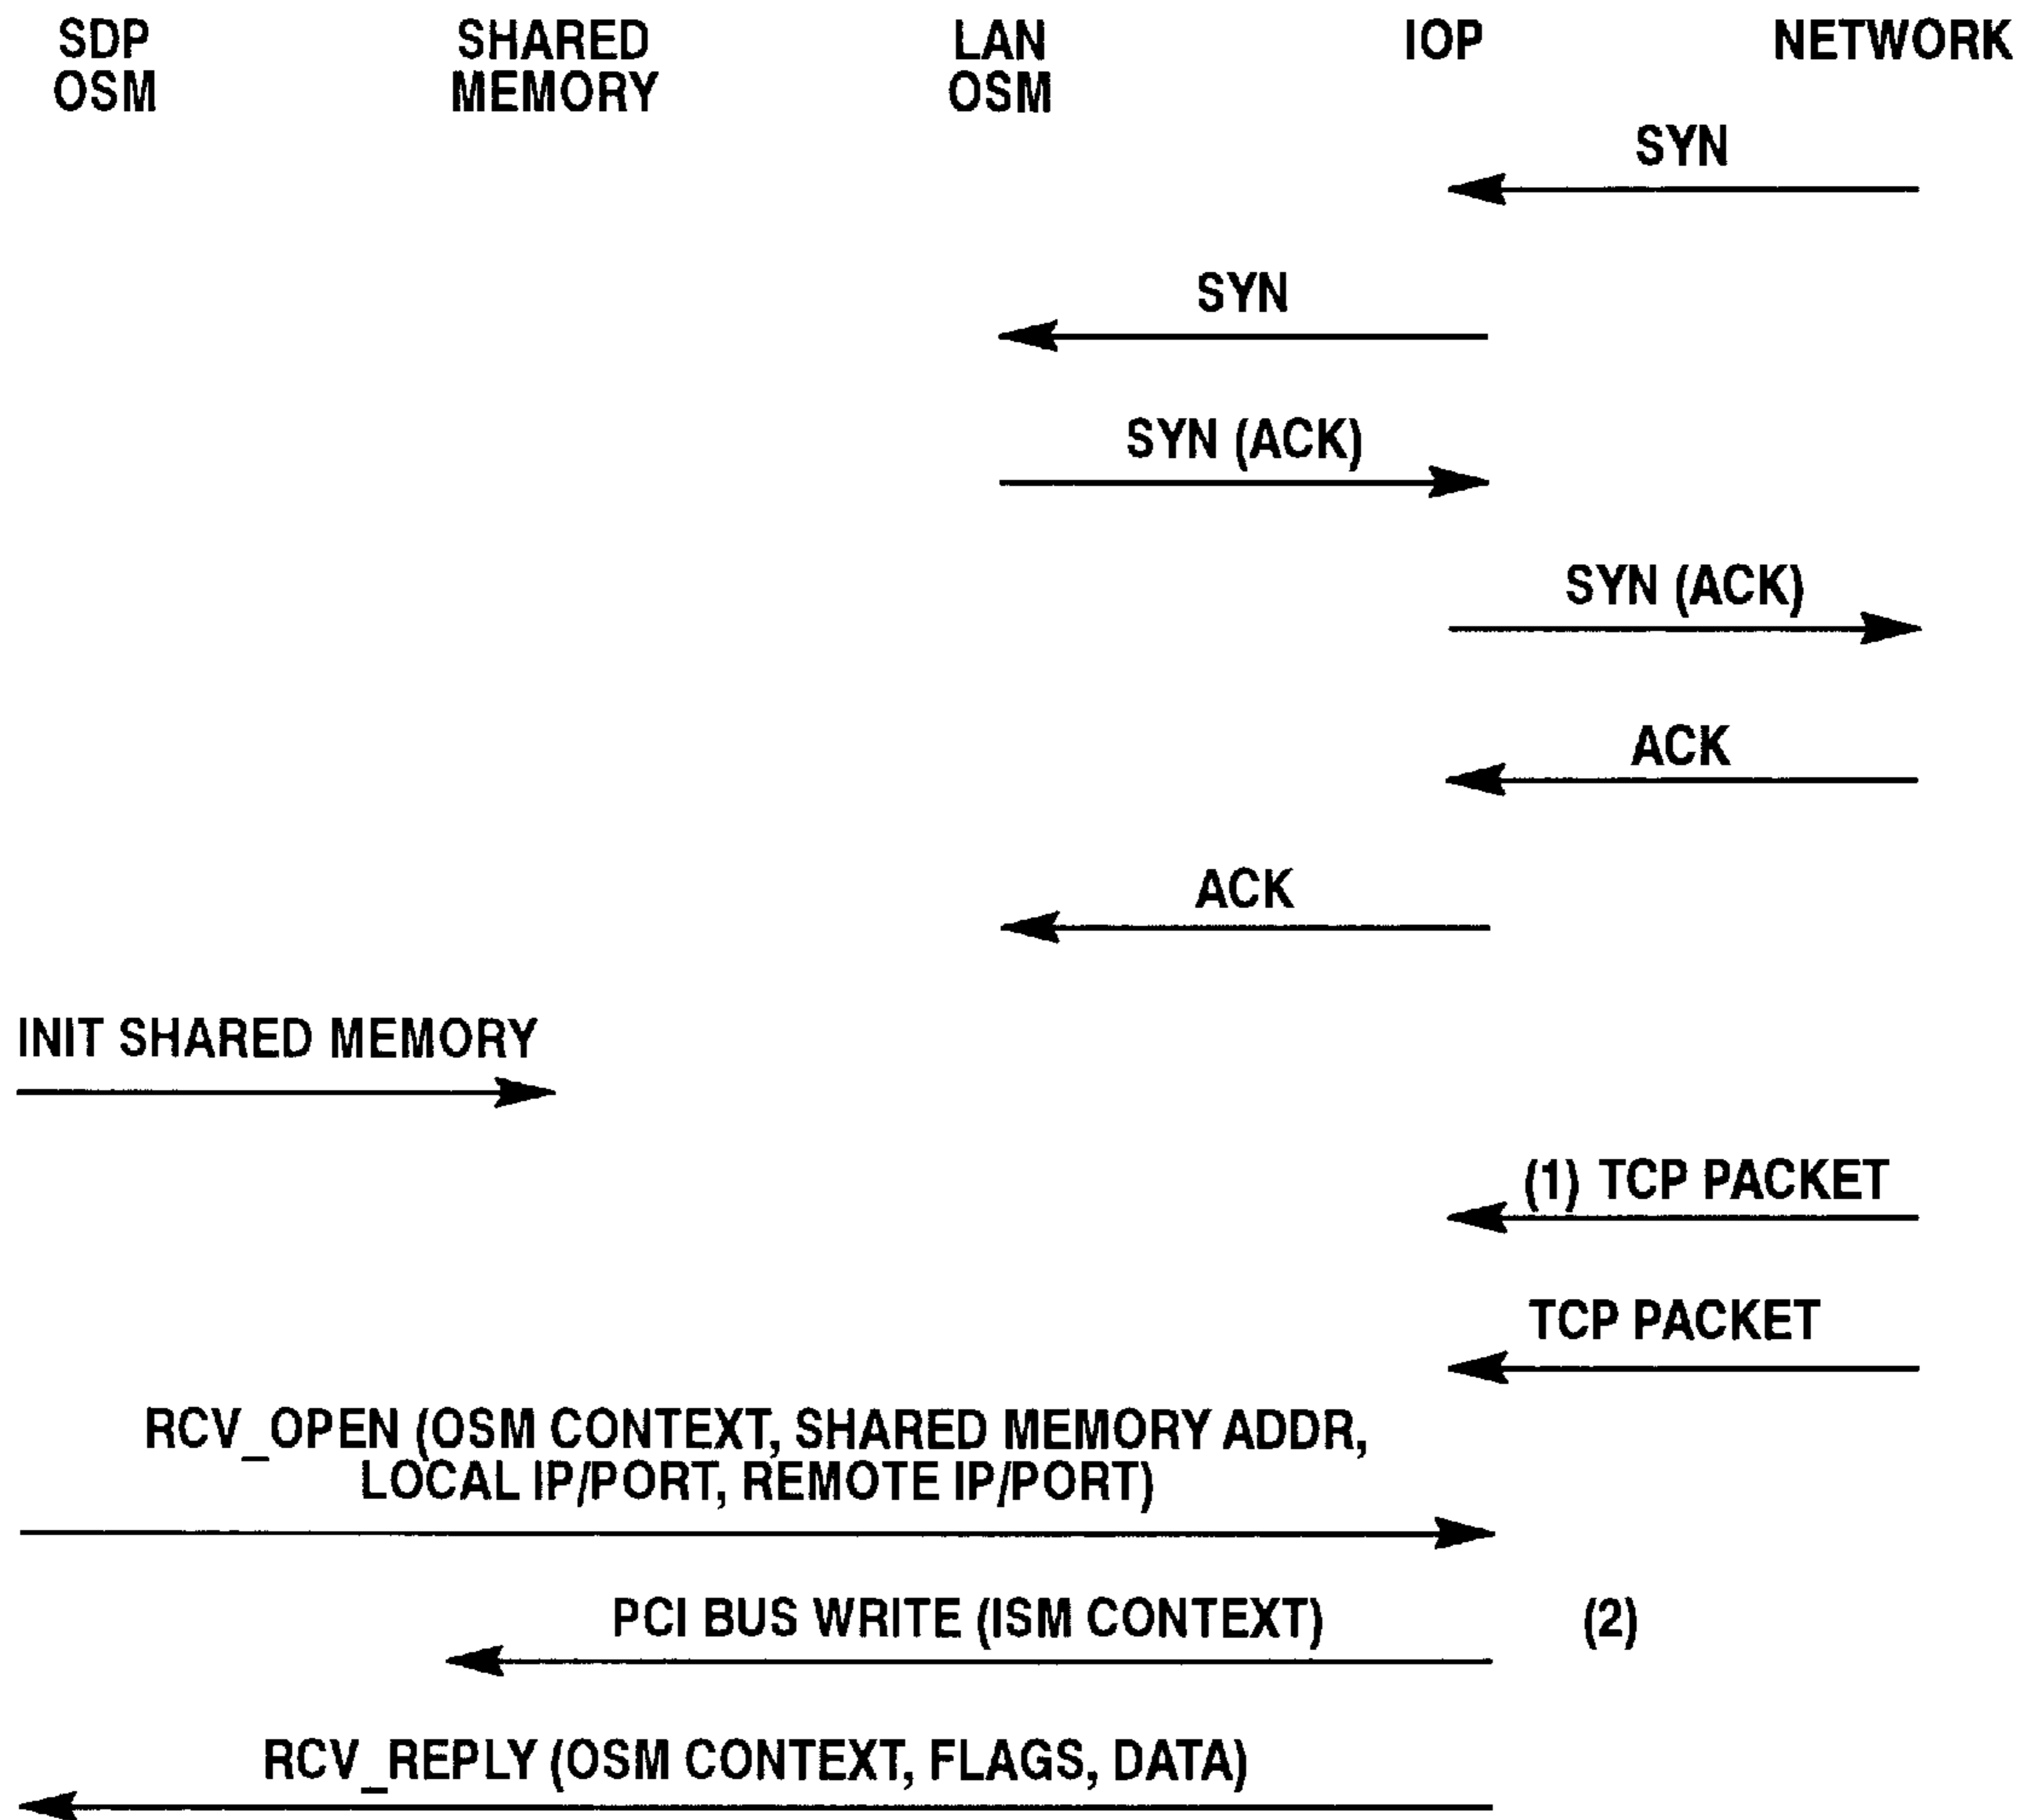 SDP
OSM
SHARED
MEMORY
LAN
OSM
IOP
NETWORK
SYN
SYN
SYN (ACK)
SYN (ACK)
ACK
ACK
INIT SHARED MEMORY
(1) TCP PACKET
TCP PACKET
RCV_OPEN (OSM CONTEXT, SHARED MEMORY ADDR,
LOCAL IP/PORT, REMOTE IP/PORT)
PCI BUS WRITE (ISM CONTEXT) (2)
RCV_REPLY (OSM CONTEXT, FLAGS, DATA)